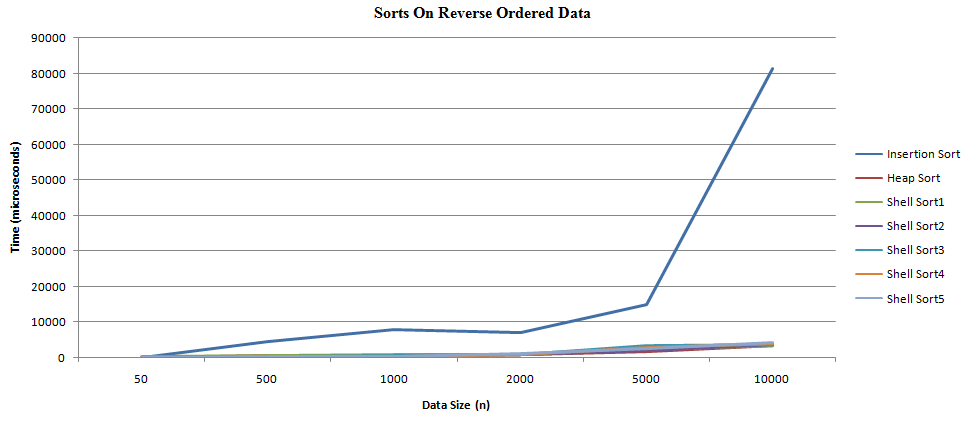 Sorts On Reverse Ordered Data
90000
80000
70000
60000
50000
40000
30000
20000
10000
0
Time (microseconds)
50 500 1000 2000 5000 10000
Data Size (n)
Insertion Sort
Heap Sort
Shell Sort1
Shell Sort2
Shell Sort3
Shell Sort4
Shell Sort5